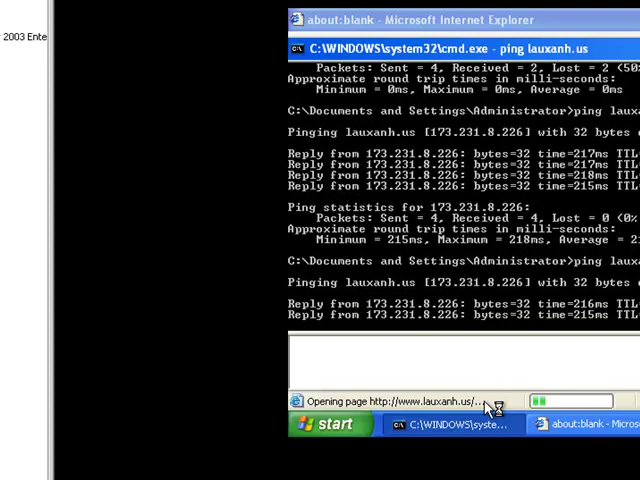 about:blank - Microsoft Internet Explorer
2003 Ente
C:\WINDOWS\system32\cmd.exe - ping lauxanh.us
Packets: Sent = 4, Received = 2, Lost = 2 (50%
Approximate round trip times in milli-seconds:
Minimum = 0ms, Maximum = 0ms, Average = 0ms
C:\Documents and Settings\Administrator>ping laux
Pinging lauxanh.us [173.231.8.226] with 32 bytes
Reply from 173.231.8.226: bytes=32 time=217ms TTL
Reply from 173.231.8.226: bytes=32 time=217ms TTL
Reply from 173.231.8.226: bytes=32 time=218ms TTL
Reply from 173.231.8.226: bytes=32 time=215ms TTL
Ping statistics for 173.231.8.226:
Packets: Sent = 4, Received = 4, Lost = 0 (0%
Approximate round trip times in milli-seconds:
Minimum = 215ms, Maximum = 218ms, Average = 2
C:\Documents and Settings\Administrator>ping laux
Pinging lauxanh.us [173.231.8.226] with 32 bytes
Reply from 173.231.8.226: bytes=32 time=216ms TTL
Reply from 173.231.8.226: bytes=32 time=215ms TTL
Opening page http://www.lauxanh.us/...
start
C:\WINDOWS\syste...
about:blank - Micros